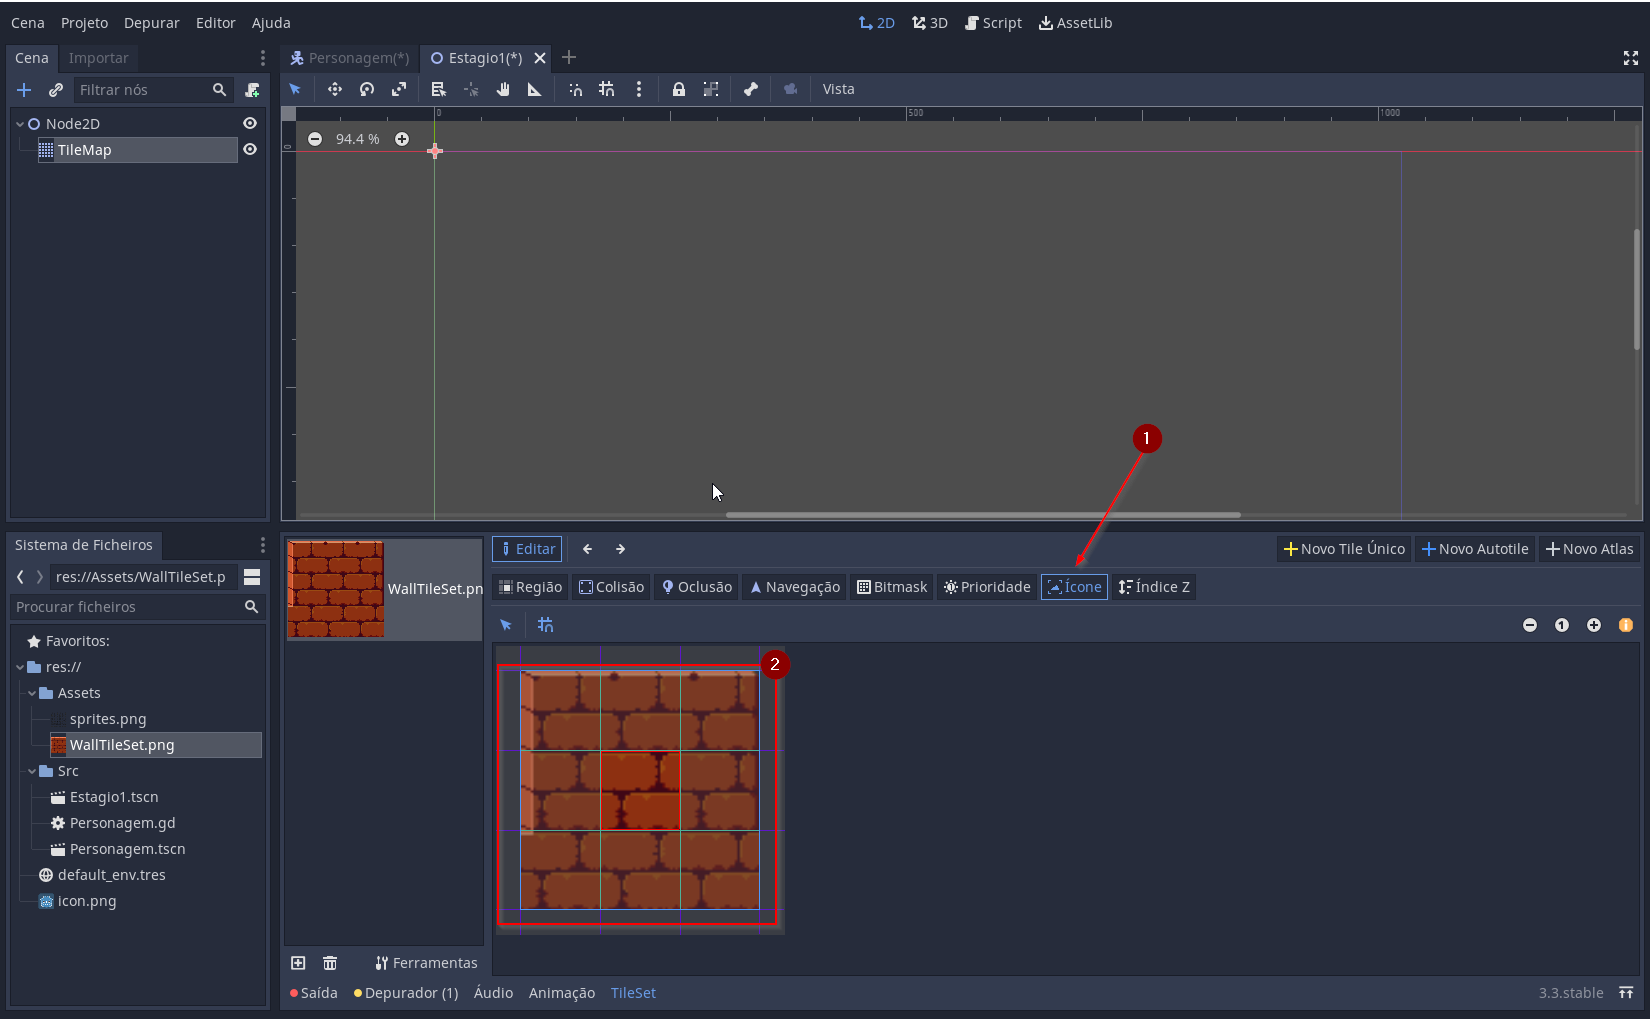 Cena Projeto Depurar Editor Ajuda 2D 3D Script AssetLib
Cena Importar Personagem(*) Estagio1(*)
Filtrar nós Vista
0 500 1000
0
94.4 %
Node2D
TileMap
1
Sistema de Ficheiros
res://Assets/WallTileSet.p
Procurar ficheiros
Favoritos:
res://
Assets
sprites.png
WallTileSet.png
Src
Estagio1.tscn
Personagem.gd
Personagem.tscn
default_env.tres
icon.png
WallTileSet.pn
Editar Novo Tile Único Novo Autotile Novo Atlas
Região Colisão Oclusão Navegação Bitmask Prioridade Ícone Índice Z
1
2
Ferramentas
Saída Depurador (1) Áudio Animação TileSet 3.3.stable